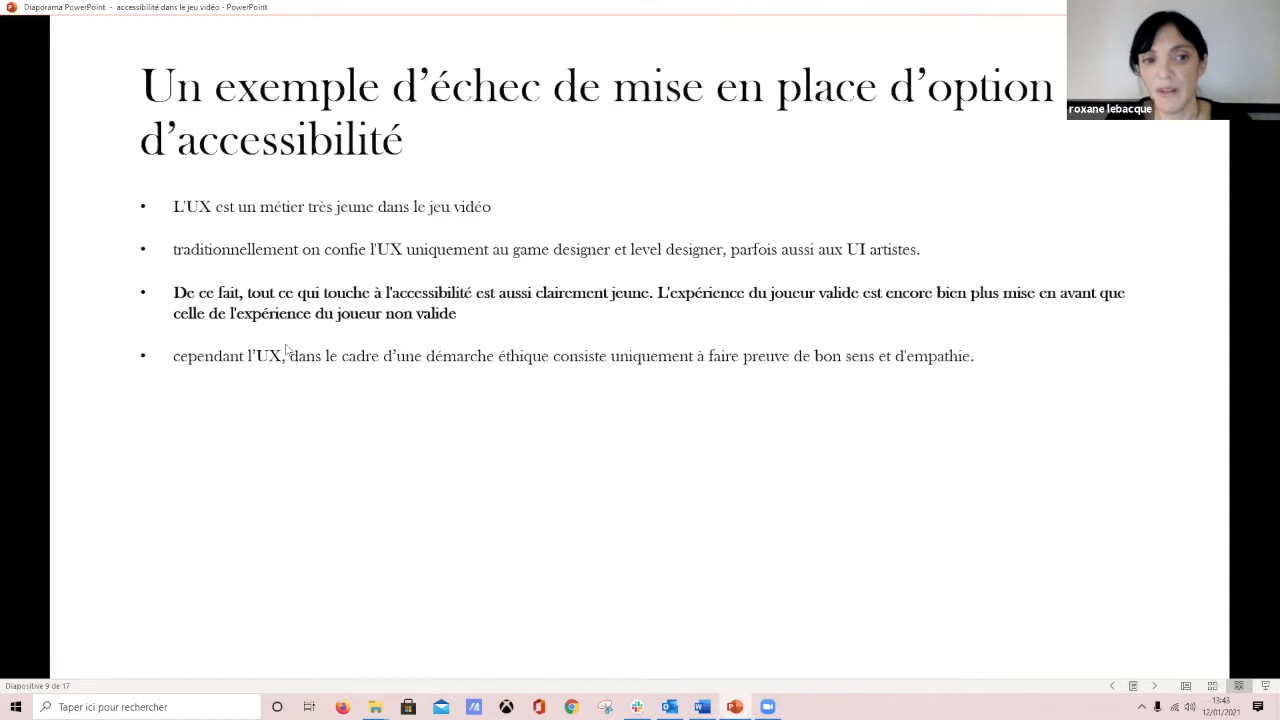 Diaporama PowerPoint - accessibilité dans le jeu vidéo - PowerPoint
Un exemple d’échec de mise en place d’option
d’accessibilité
roxane lebacque
• L'UX est un métier très jeune dans le jeu vidéo
• traditionnellement on confie l'UX uniquement au game designer et level designer, parfois aussi aux UI artistes.
• De ce fait, tout ce qui touche à l'accessibilité est aussi clairement jeune. L'expérience du joueur valide est encore bien plus mise en avant que
celle de l'expérience du joueur non valide
• cependant l’UX, dans le cadre d’une démarche éthique consiste uniquement à faire preuve de bon sens et d'empathie.
Diapositive 9 de 17
Taper ici pour rechercher
13:43
12/01/2021